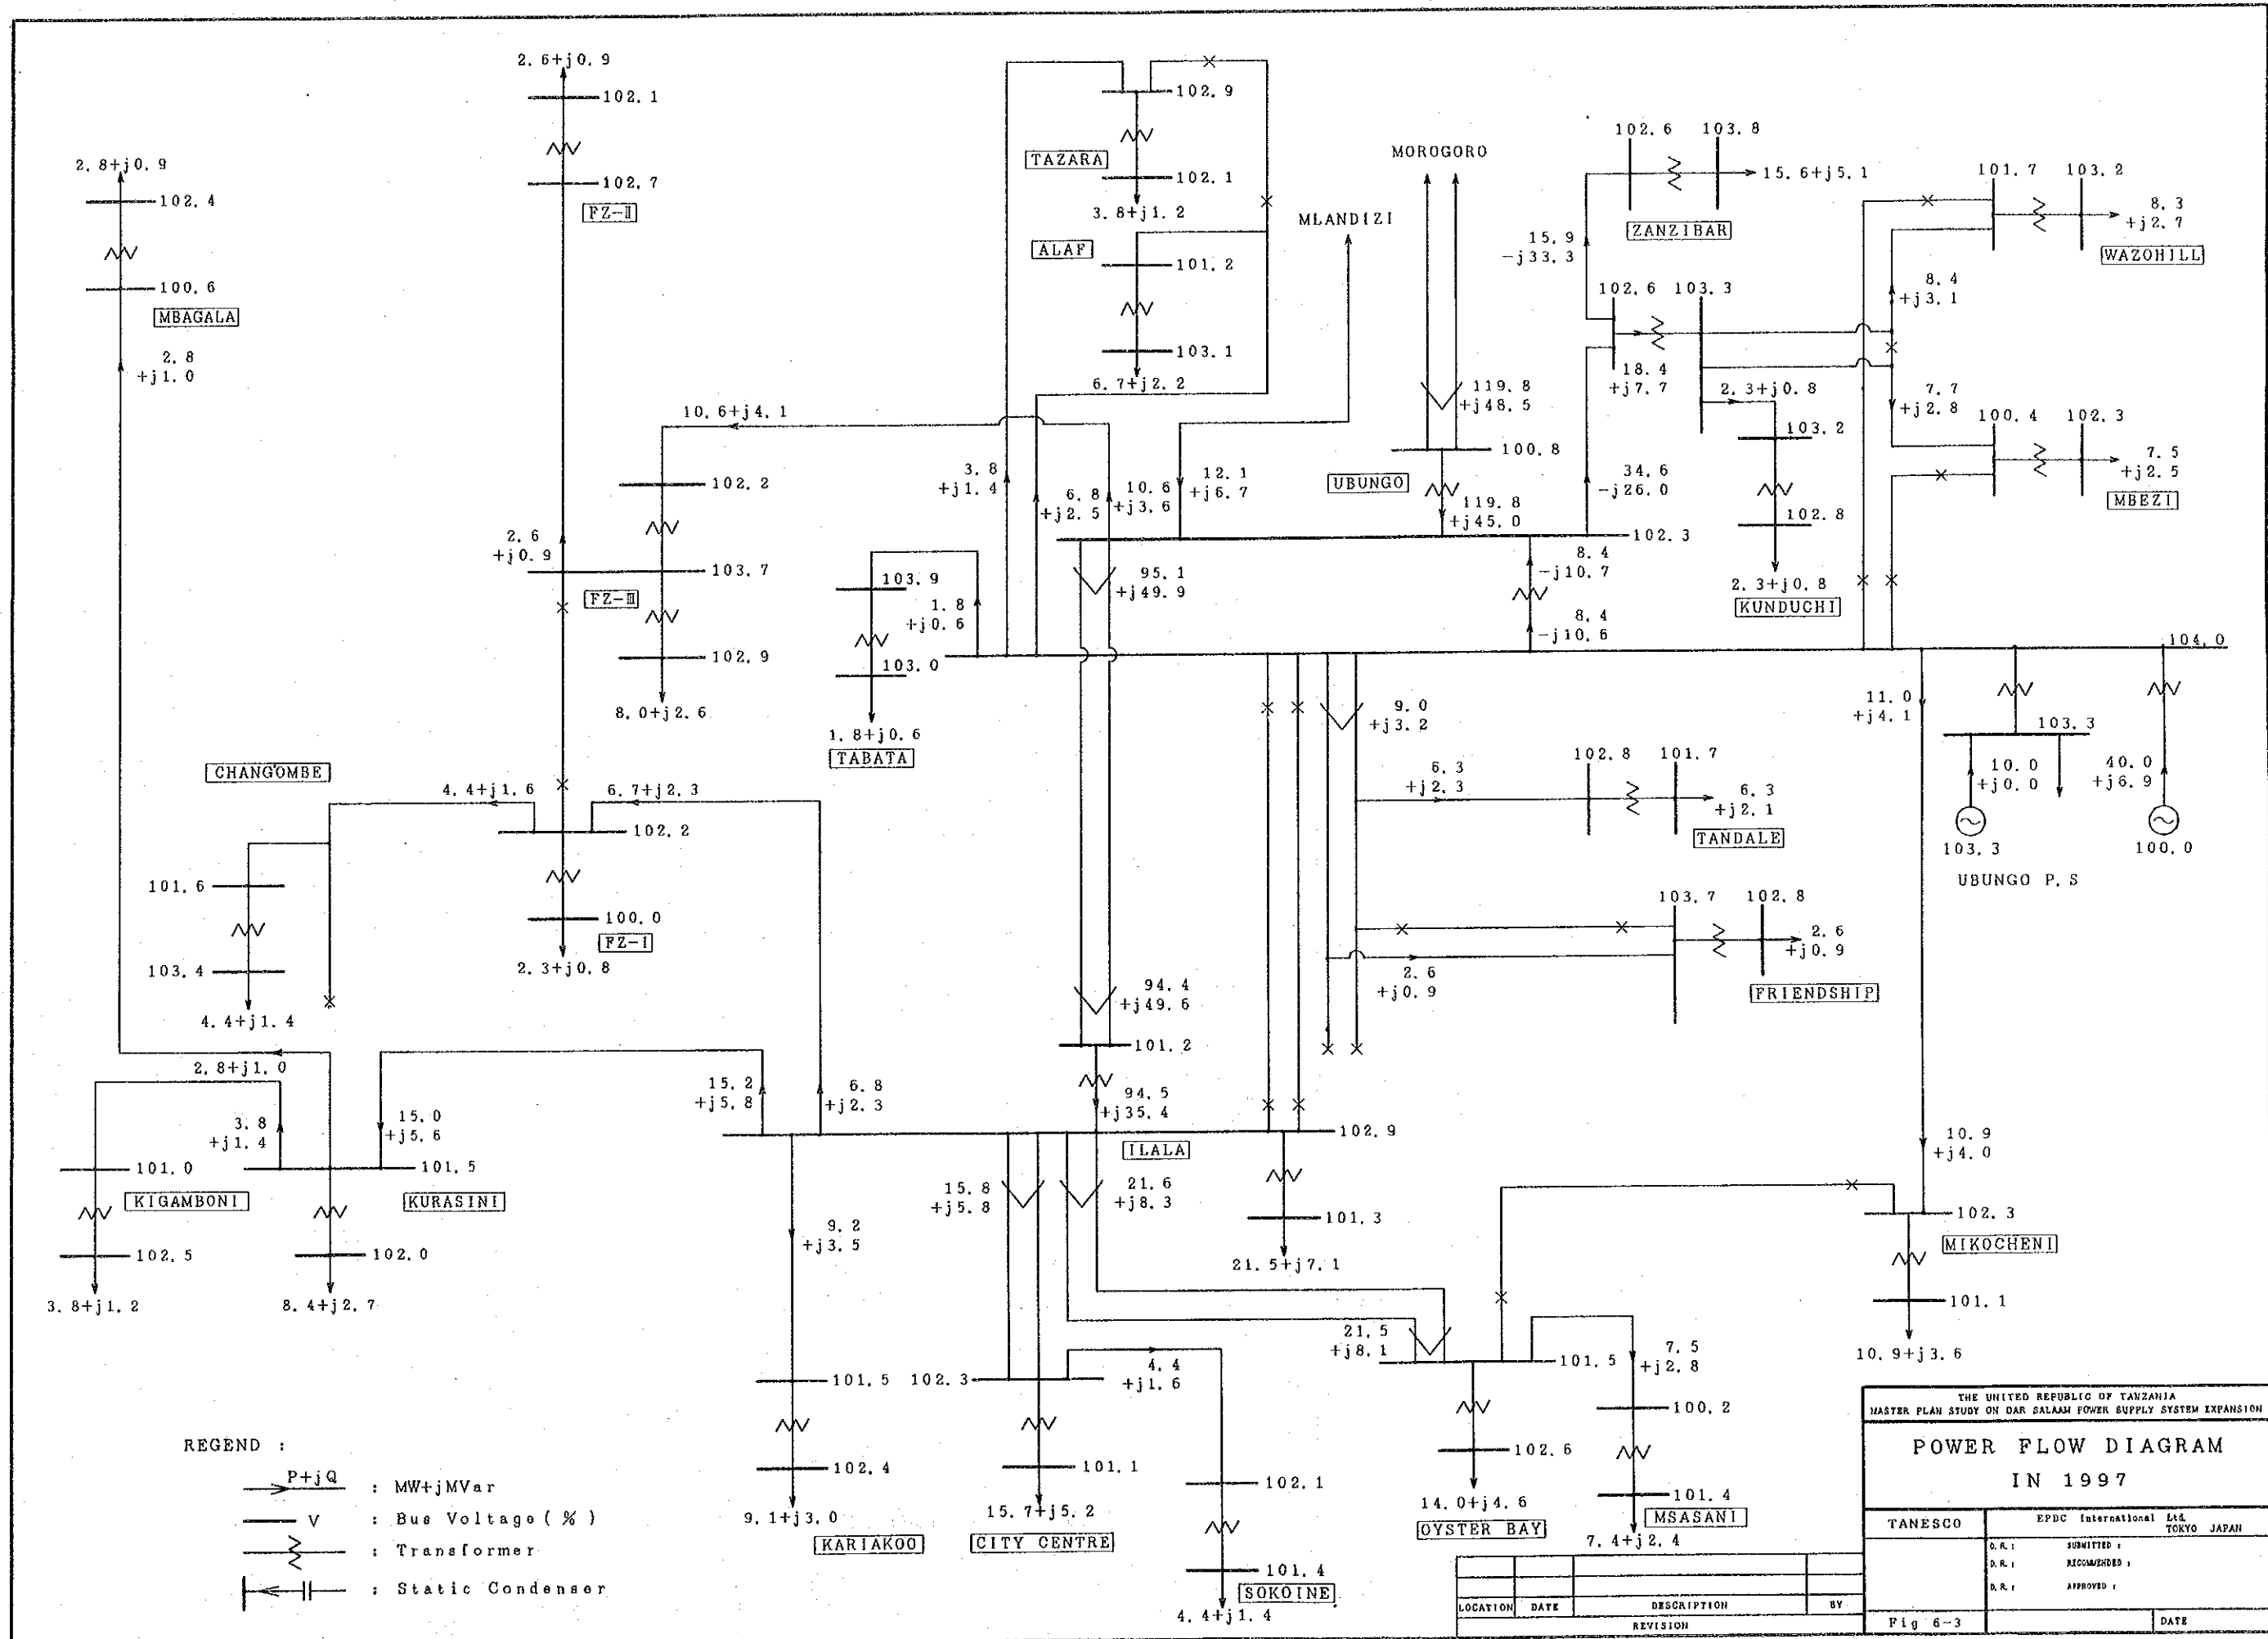 2.6+j0.9
102.1
102.7
FZ-Ⅱ
2.8+j0.9
102.4
100.6
MBAGALA
2.8
+j1.0
102.9
TAZARA
102.1
3.8+j1.2
ALAF
101.2
103.1
6.7+j2.2
MOROGORO
MLANDIZI
119.8
+j48.5
100.8
UBUNGO
119.8
+j45.0
102.6 103.8
15.6+j5.1
ZANZIBAR
15.9
-j33.3
102.6 103.3
18.4
+j7.7
2.3+j0.8
103.2
102.8
2.3+j0.8
KUNDUCHI
101.7 103.2
8.3
+j2.7
WAZOHILL
8.4
+j3.1
7.7
+j2.8
100.4 102.3
7.5
+j2.5
MBEZI
10.6+j4.1
102.2
2.6
+j0.9
103.7
FZ-Ⅲ
102.9
8.0+j2.6
3.8
+j1.4
6.8
+j2.5
10.6
+j3.6
12.1
+j6.7
34.6
-j26.0
102.3
103.9
1.8
+j0.6
103.0
1.8+j0.6
TABATA
95.1
+j49.9
8.4
-j10.7
8.4
-j10.6
104.0
11.0
+j4.1
9.0
+j3.2
103.3
10.0
+j0.0
40.0
+j6.9
103.3
100.0
UBUNGO P.S
6.3
+j2.3
102.8 101.7
6.3
+j2.1
TANDALE
103.7 102.8
2.6
+j0.9
2.6
+j0.9
FRIENDSHIP
CHANG'OMBE
4.4+j1.6
6.7+j2.3
102.2
100.0
FZ-Ⅰ
2.3+j0.8
101.6
103.4
4.4+j1.4
2.8+j1.0
94.4
+j49.6
101.2
94.5
+j35.4
15.2
+j5.8
6.8
+j2.3
3.8
+j1.4
15.0
+j5.6
102.9
ILALA
101.0
KIGAMBONI
101.5
KURASINI
102.5
102.0
3.8+j1.2
8.4+j2.7
9.2
+j3.5
15.8
+j5.8
21.6
+j8.3
101.3
21.5+j7.1
10.9
+j4.0
102.3
MIKOCHENI
101.1
10.9+j3.6
21.5
+j8.1
101.5
7.5
+j2.8
100.2
102.6
101.4
14.0+j4.6
OYSTER BAY
MSASANI
7.4+j2.4
101.5
102.4
9.1+j3.0
KARIAKOO
102.3
4.4
+j1.6
101.1
15.7+j5.2
CITY CENTRE
102.1
101.4
SOKOINE
4.4+j1.4
REGEND :
P+jQ : MW+jMVar
V : Bus Voltage ( % )
: Transformer
: Static Condenser
THE UNITED REPUBLIC OF TANZANIA
MASTER PLAN STUDY ON DAR SALAAM POWER SUPPLY SYSTEM EXPANSION
POWER FLOW DIAGRAM
IN 1997
TANESCO
EPDC International Ltd.
TOKYO JAPAN
D.R.: SUBMITTED :
D.R.: RECOMMENDED :
D.R.: APPROVED :
LOCATION DATE DESCRIPTION BY
REVISION
Fig 6-3
DATE